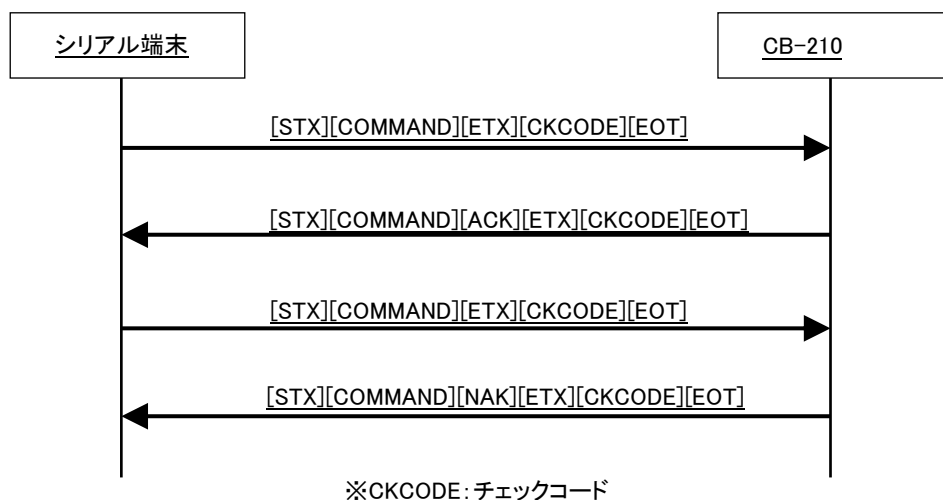 シリアル端末
CB-210
[STX][COMMAND][ETX][CKCODE][EOT]
[STX][COMMAND][ACK][ETX][CKCODE][EOT]
[STX][COMMAND][ETX][CKCODE][EOT]
[STX][COMMAND][NAK][ETX][CKCODE][EOT]
※CKCODE:チェックコード